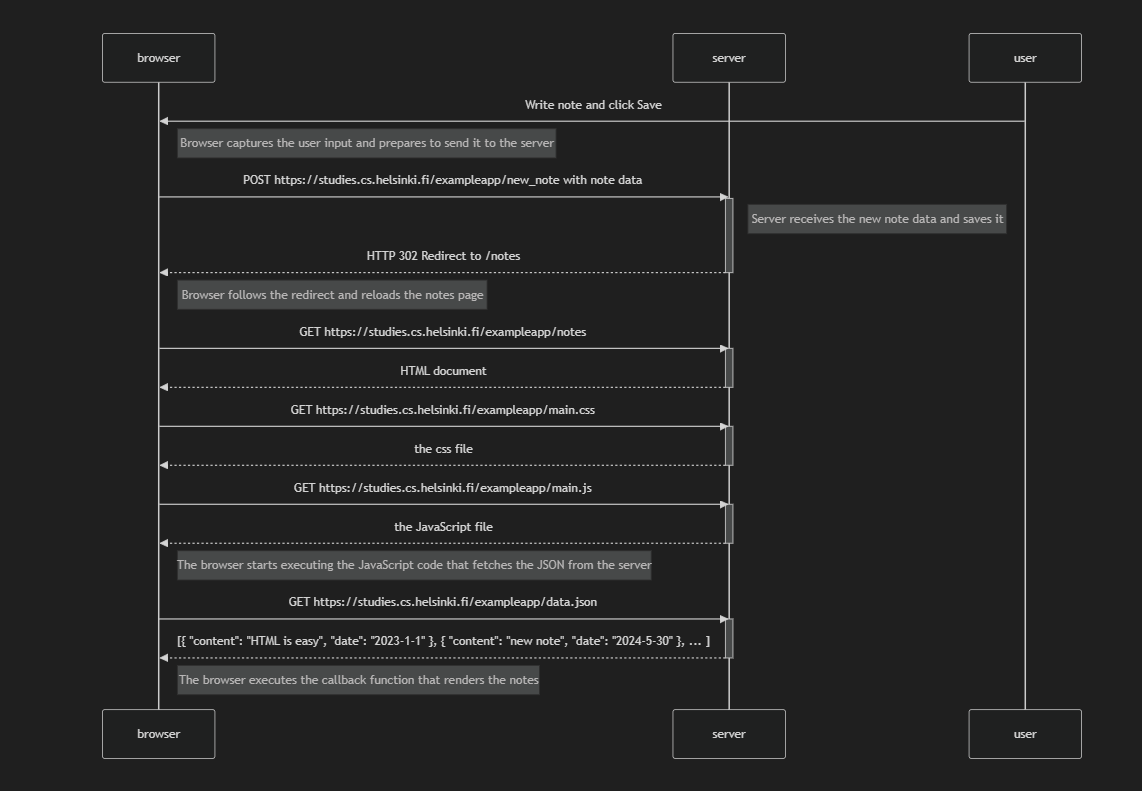 browser
server
user
Write note and click Save
Browser captures the user input and prepares to send it to the server
POST https://studies.cs.helsinki.fi/exampleapp/new_note with note data
Server receives the new note data and saves it
HTTP 302 Redirect to /notes
Browser follows the redirect and reloads the notes page
GET https://studies.cs.helsinki.fi/exampleapp/notes
HTML document
GET https://studies.cs.helsinki.fi/exampleapp/main.css
the css file
GET https://studies.cs.helsinki.fi/exampleapp/main.js
the JavaScript file
The browser starts executing the JavaScript code that fetches the JSON from the server
GET https://studies.cs.helsinki.fi/exampleapp/data.json
[{ "content": "HTML is easy", "date": "2023-1-1" }, { "content": "new note", "date": "2024-5-30" }, ... ]
The browser executes the callback function that renders the notes
browser
server
user